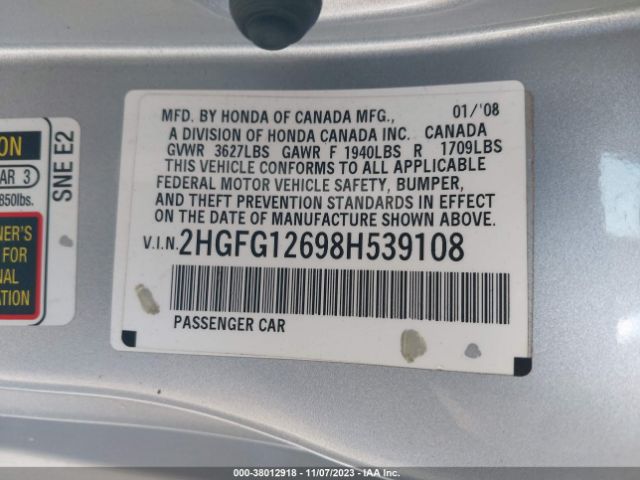 MFD. BY HONDA OF CANADA MFG., 01/'08
A DIVISION OF HONDA CANADA INC. CANADA
GVWR 3627LBS GAWR F 1940LBS R 1709LBS
THIS VEHICLE CONFORMS TO ALL APPLICABLE
FEDERAL MOTOR VEHICLE SAFETY, BUMPER,
AND THEFT PREVENTION STANDARDS IN EFFECT
ON THE DATE OF MANUFACTURE SHOWN ABOVE.
V.I.N. 2HGFG12698H539108
PASSENGER CAR
SNE E2
ON
AR 3
850lbs.
NER'S
FOR
NAL
ATION
000-38012918 - 11/07/2023 - IAA Inc.